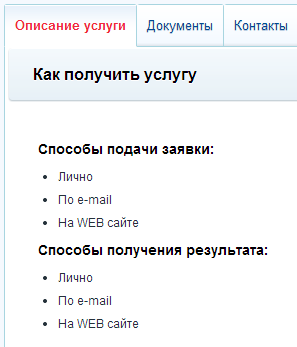 Описание услуги Документы Контакты
Как получить услугу
Способы подачи заявки:
Лично
По e-mail
На WEB сайте
Способы получения результата:
Лично
По e-mail
На WEB сайте